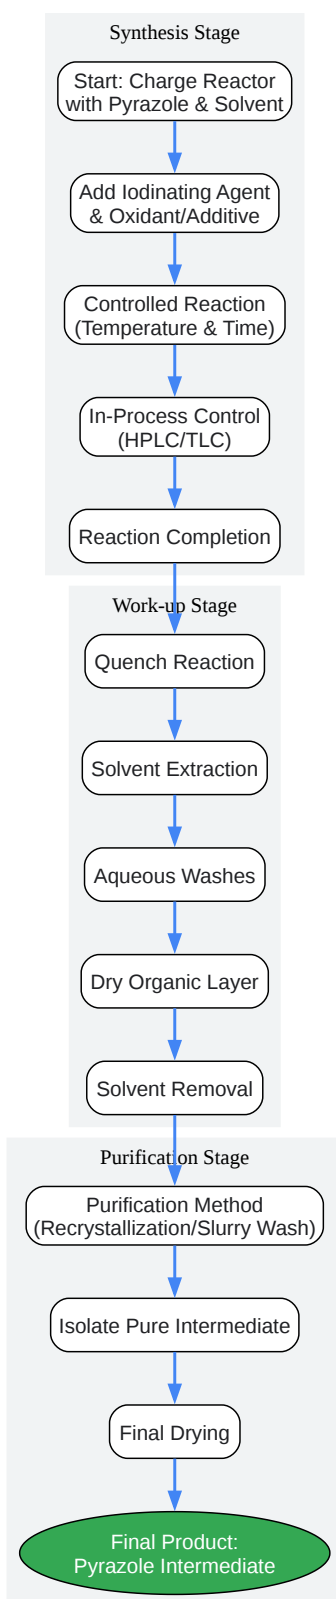 Synthesis Stage
Start: Charge Reactor
with Pyrazole & Solvent
Add Iodinating Agent
& Oxidant/Additive
Controlled Reaction
(Temperature & Time)
In-Process Control
(HPLC/TLC)
Reaction Completion
Work-up Stage
Quench Reaction
Solvent Extraction
Aqueous Washes
Dry Organic Layer
Solvent Removal
Purification Stage
Purification Method
(Recrystallization/Slurry Wash)
Isolate Pure Intermediate
Final Drying
Final Product:
Pyrazole Intermediate